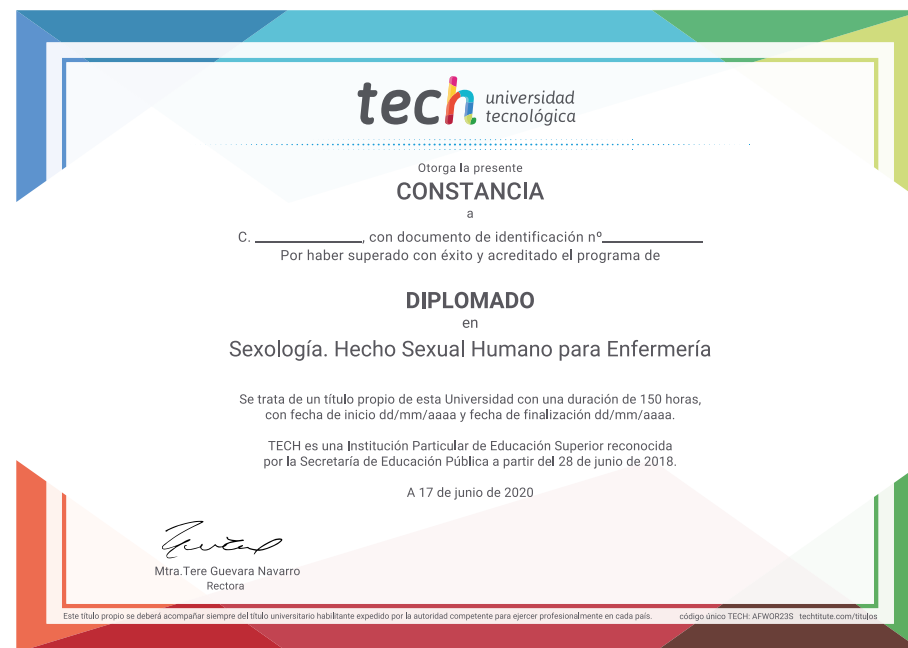 tech universidad
tecnológica
Otorga la presente
CONSTANCIA
a
C. ____________, con documento de identificación nº____________
Por haber superado con éxito y acreditado el programa de
DIPLOMADO
en
Sexología. Hecho Sexual Humano para Enfermería
Se trata de un título propio de esta Universidad con una duración de 150 horas,
con fecha de inicio dd/mm/aaaa y fecha de finalización dd/mm/aaaa.
TECH es una Institución Particular de Educación Superior reconocida
por la Secretaría de Educación Pública a partir del 28 de junio de 2018.
A 17 de junio de 2020
Mtra.Tere Guevara Navarro
Rectora
Este título propio se deberá acompañar siempre del título universitario habilitante expedido por la autoridad competente para ejercer profesionalmente en cada país. código único TECH: AFWOR23S techtitute.com/titulos